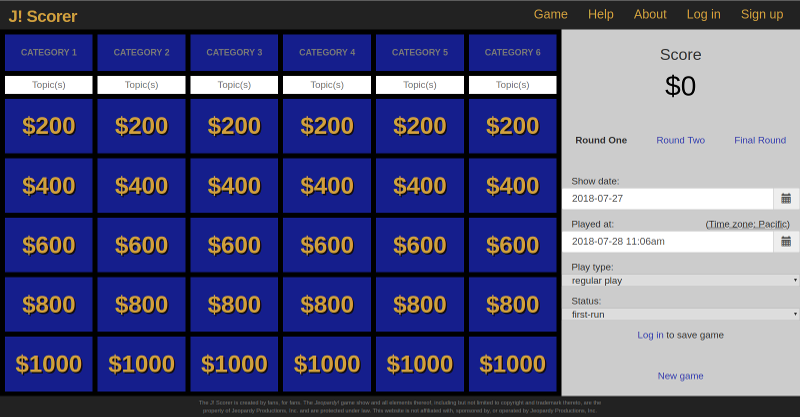 J! Scorer
Game Help About Log in Sign up
CATEGORY 1 CATEGORY 2 CATEGORY 3 CATEGORY 4 CATEGORY 5 CATEGORY 6
Topic(s) Topic(s) Topic(s) Topic(s) Topic(s) Topic(s)
$200 $200 $200 $200 $200 $200
$400 $400 $400 $400 $400 $400
$600 $600 $600 $600 $600 $600
$800 $800 $800 $800 $800 $800
$1000 $1000 $1000 $1000 $1000 $1000
Score
$0
Round One Round Two Final Round
Show date:
2018-07-27
Played at: (Time zone: Pacific)
2018-07-28 11:06am
Play type:
regular play
Status:
first-run
Log in to save game
New game
The J! Scorer is created by fans, for fans. The Jeopardy! game show and all elements thereof, including but not limited to copyright and trademark thereto, are the
property of Jeopardy Productions, Inc. and are protected under law. This website is not affiliated with, sponsored by, or operated by Jeopardy Productions, Inc.